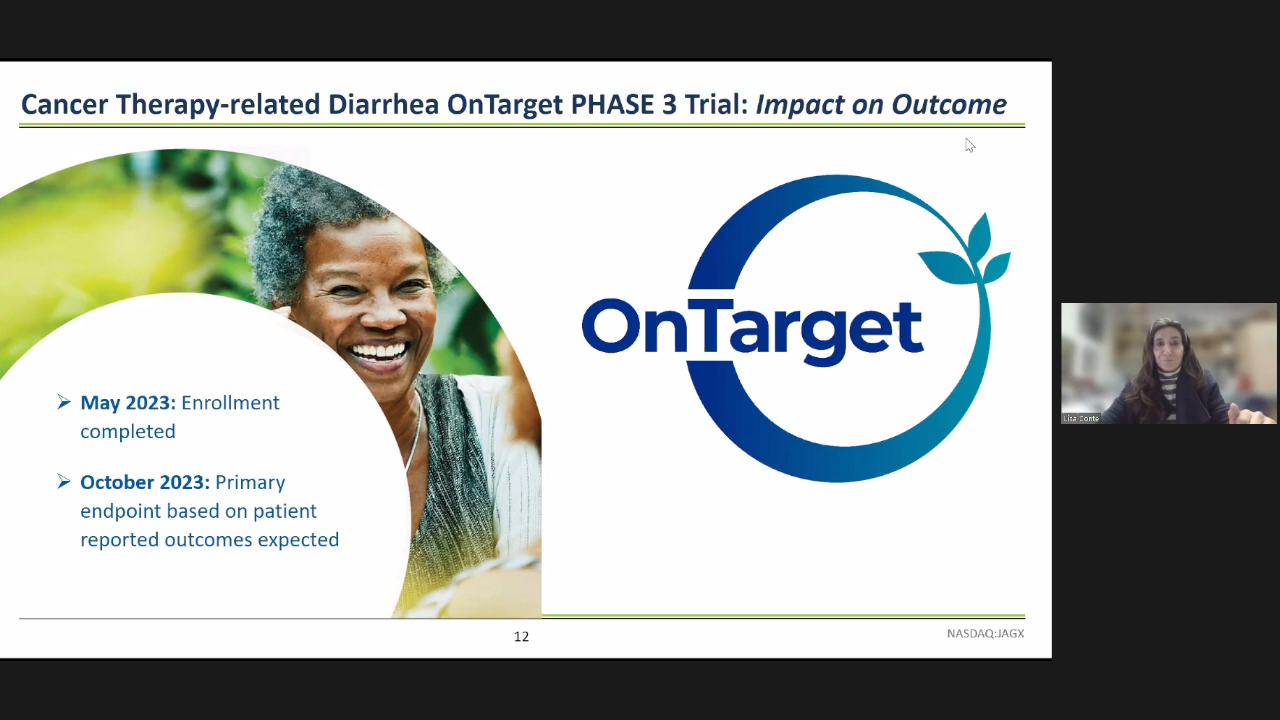 Cancer Therapy-related Diarrhea OnTarget PHASE 3 Trial: Impact on Outcome
OnTarget
➢ May 2023: Enrollment
completed
➢ October 2023: Primary
endpoint based on patient
reported outcomes expected
Lisa Conte
12
NASDAQ:JAGX